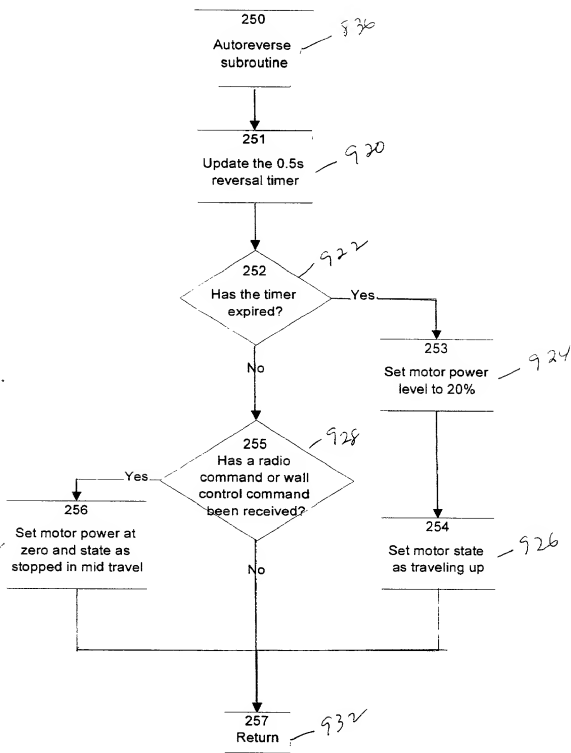 250
Autoreverse
subroutine
836
251
Update the 0.5s
reversal timer
920
252
Has the timer
expired?
922
Yes
No
253
Set motor power
level to 20%
924
255
Has a radio
command or wall
control command
been received?
928
Yes
No
256
Set motor power at
zero and state as
stopped in mid travel
254
Set motor state
as traveling up
926
257
Return
932